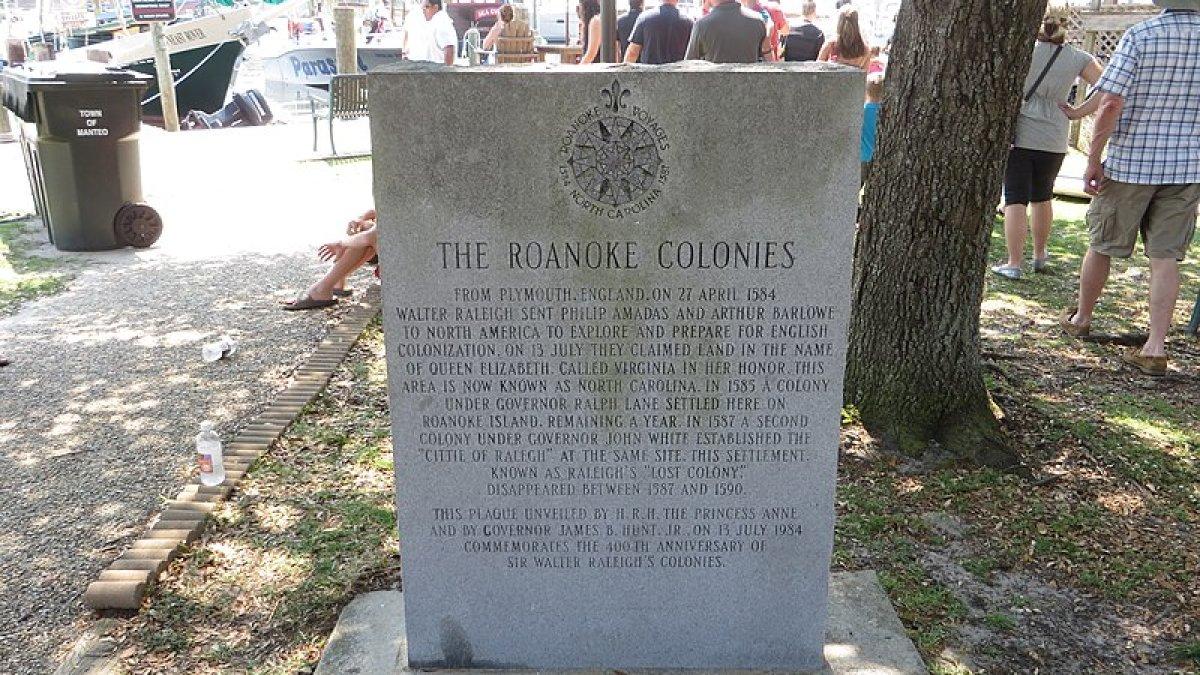 TOWN
OF
MANTEO
Paras
ROANOKE VOYAGES
1584 NORTH CAROLINA 1587
THE ROANOKE COLONIES
FROM PLYMOUTH, ENGLAND, ON 27 APRIL 1584
WALTER RALEIGH SENT PHILIP AMADAS AND ARTHUR BARLOWE
TO NORTH AMERICA TO EXPLORE AND PREPARE FOR ENGLISH
COLONIZATION. ON 13 JULY THEY CLAIMED LAND IN THE NAME
OF QUEEN ELIZABETH, CALLED VIRGINIA IN HER HONOR. THIS
AREA IS NOW KNOWN AS NORTH CAROLINA. IN 1585 A COLONY
UNDER GOVERNOR RALPH LANE SETTLED HERE ON
ROANOKE ISLAND, REMAINING A YEAR. IN 1587 A SECOND
COLONY UNDER GOVERNOR JOHN WHITE ESTABLISHED THE
"CITTIE OF RALEGH" AT THE SAME SITE. THIS SETTLEMENT,
KNOWN AS RALEIGH'S "LOST COLONY,"
DISAPPEARED BETWEEN 1587 AND 1590.
THIS PLAQUE UNVEILED BY H.R.H. THE PRINCESS ANNE
AND BY GOVERNOR JAMES B. HUNT, JR., ON 13 JULY 1984
COMMEMORATES THE 400TH ANNIVERSARY OF
SIR WALTER RALEIGH'S COLONIES.